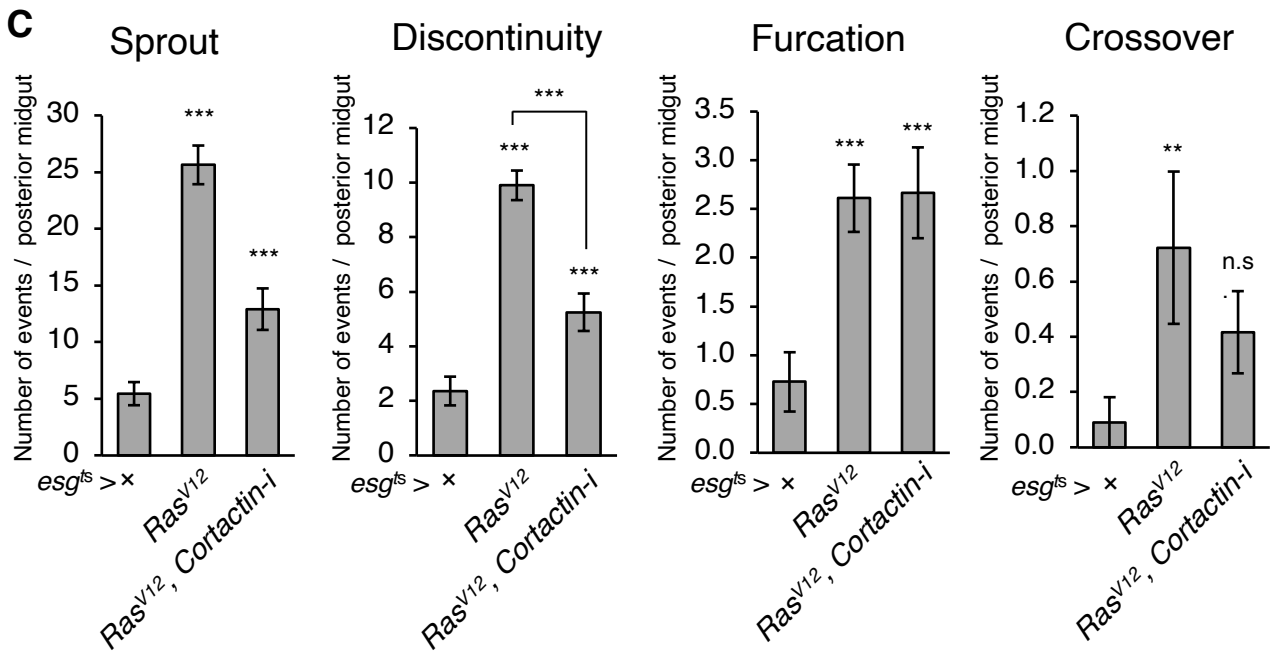 C
Sprout
Number of events / posterior midgut
30
25
20
15
10
5
0
***
***
esgᵗˢ > ×
Rasⱽ¹²
Rasⱽ¹², Cortactin-i
Discontinuity
Number of events / posterior midgut
12
10
8
6
4
2
0
***
***
***
esgᵗˢ > ×
Rasⱽ¹²
Rasⱽ¹², Cortactin-i
Furcation
Number of events / posterior midgut
3.5
3.0
2.5
2.0
1.5
1.0
0.5
0.0
***
***
esgᵗˢ > ×
Rasⱽ¹²
Rasⱽ¹², Cortactin-i
Crossover
Number of events / posterior midgut
1.2
1.0
0.8
0.6
0.4
0.2
0.0
**
n.s
.
esgᵗˢ > ×
Rasⱽ¹²
Rasⱽ¹², Cortactin-i